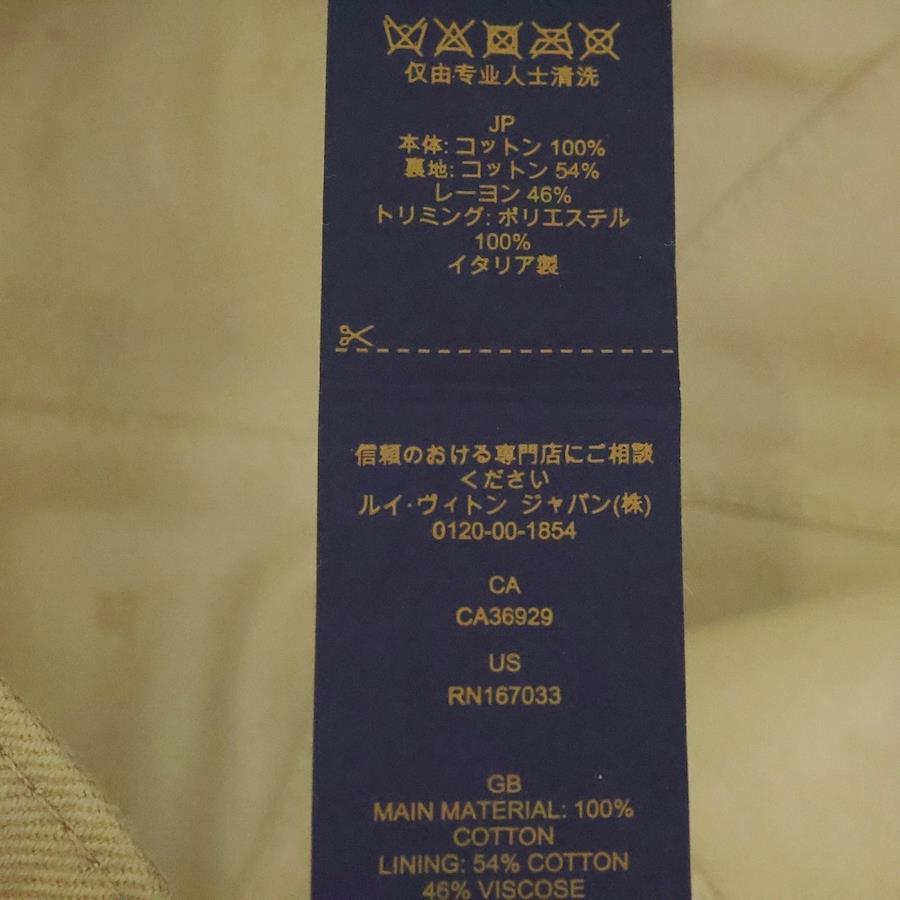 仅由专业人士清洗
JP
本体: コットン 100%
裏地: コットン 54%
レーヨン 46%
トリミング: ポリエステル
100%
イタリア製
信頼のおける専門店にご相談
ください
ルイ·ヴィトン ジャパン(株)
0120-00-1854
CA
CA36929
US
RN167033
GB
MAIN MATERIAL: 100%
COTTON
LINING: 54% COTTON
46% VISCOSE